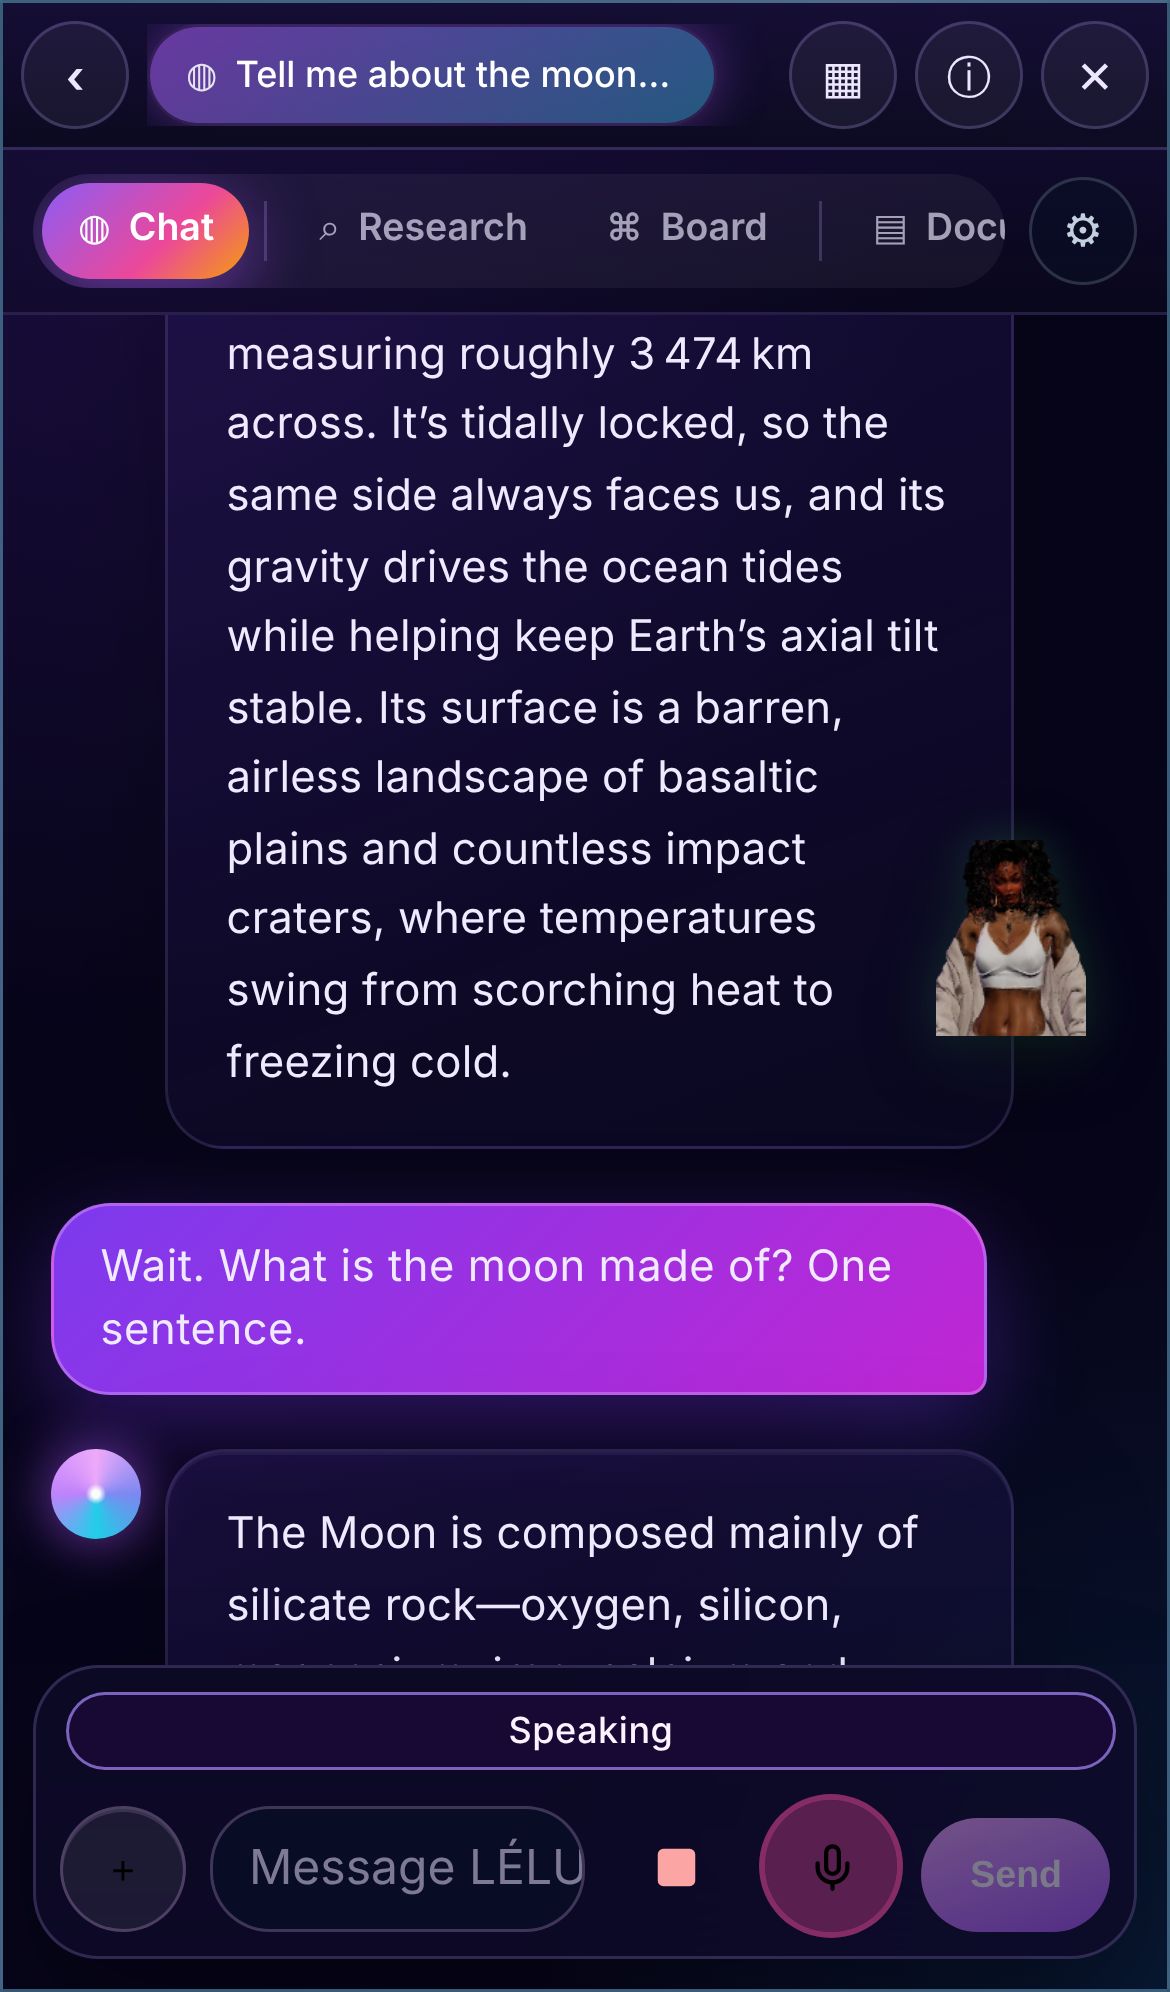 Tell me about the moon...
Chat
Research
Board
Docu
measuring roughly 3 474 km
across. It’s tidally locked, so the
same side always faces us, and its
gravity drives the ocean tides
while helping keep Earth’s axial tilt
stable. Its surface is a barren,
airless landscape of basaltic
plains and countless impact
craters, where temperatures
swing from scorching heat to
freezing cold.
Wait. What is the moon made of? One
sentence.
The Moon is composed mainly of
silicate rock—oxygen, silicon,
Speaking
Message LÉLU
Send